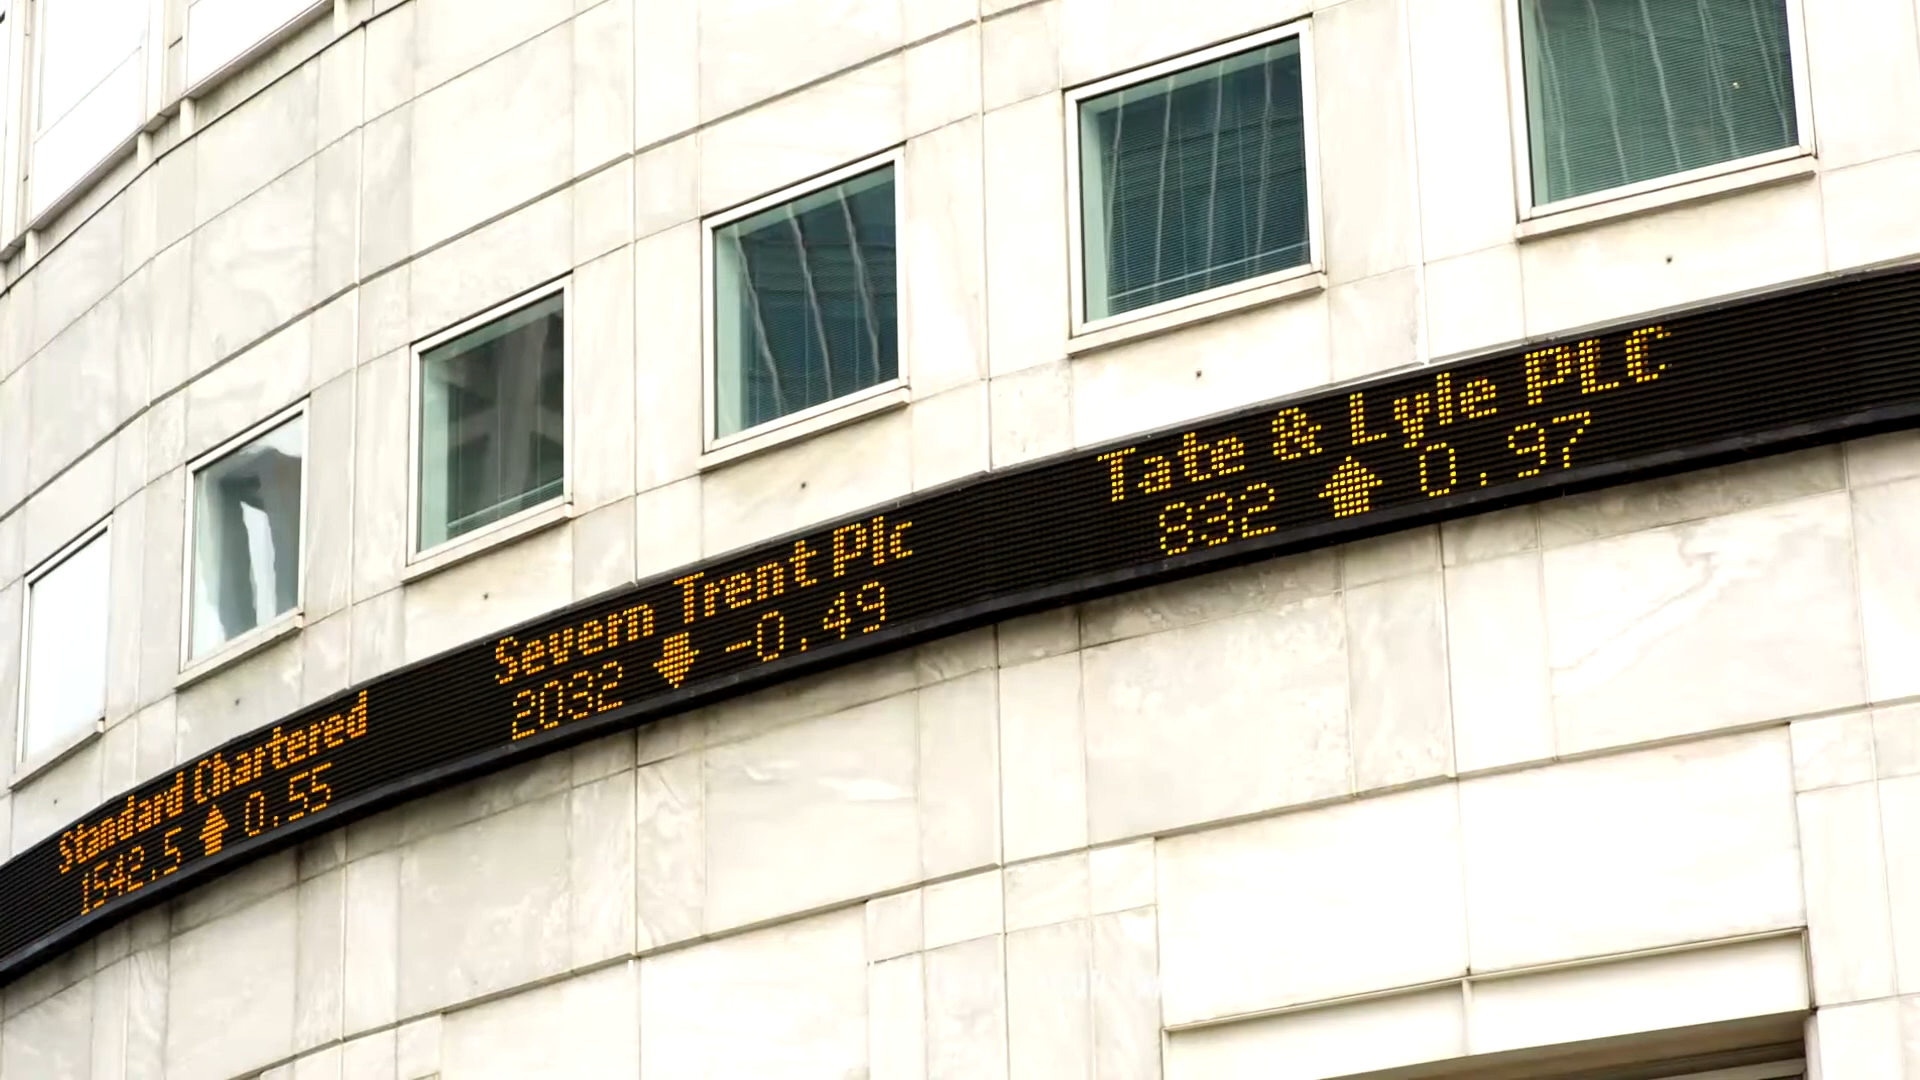 Standard Chartered
1542.5 ⬆ 0.55
Severn Trent Plc
2032 ⬇ -0.49
Tate & Lyle PLC
832 ⬆ 0.97